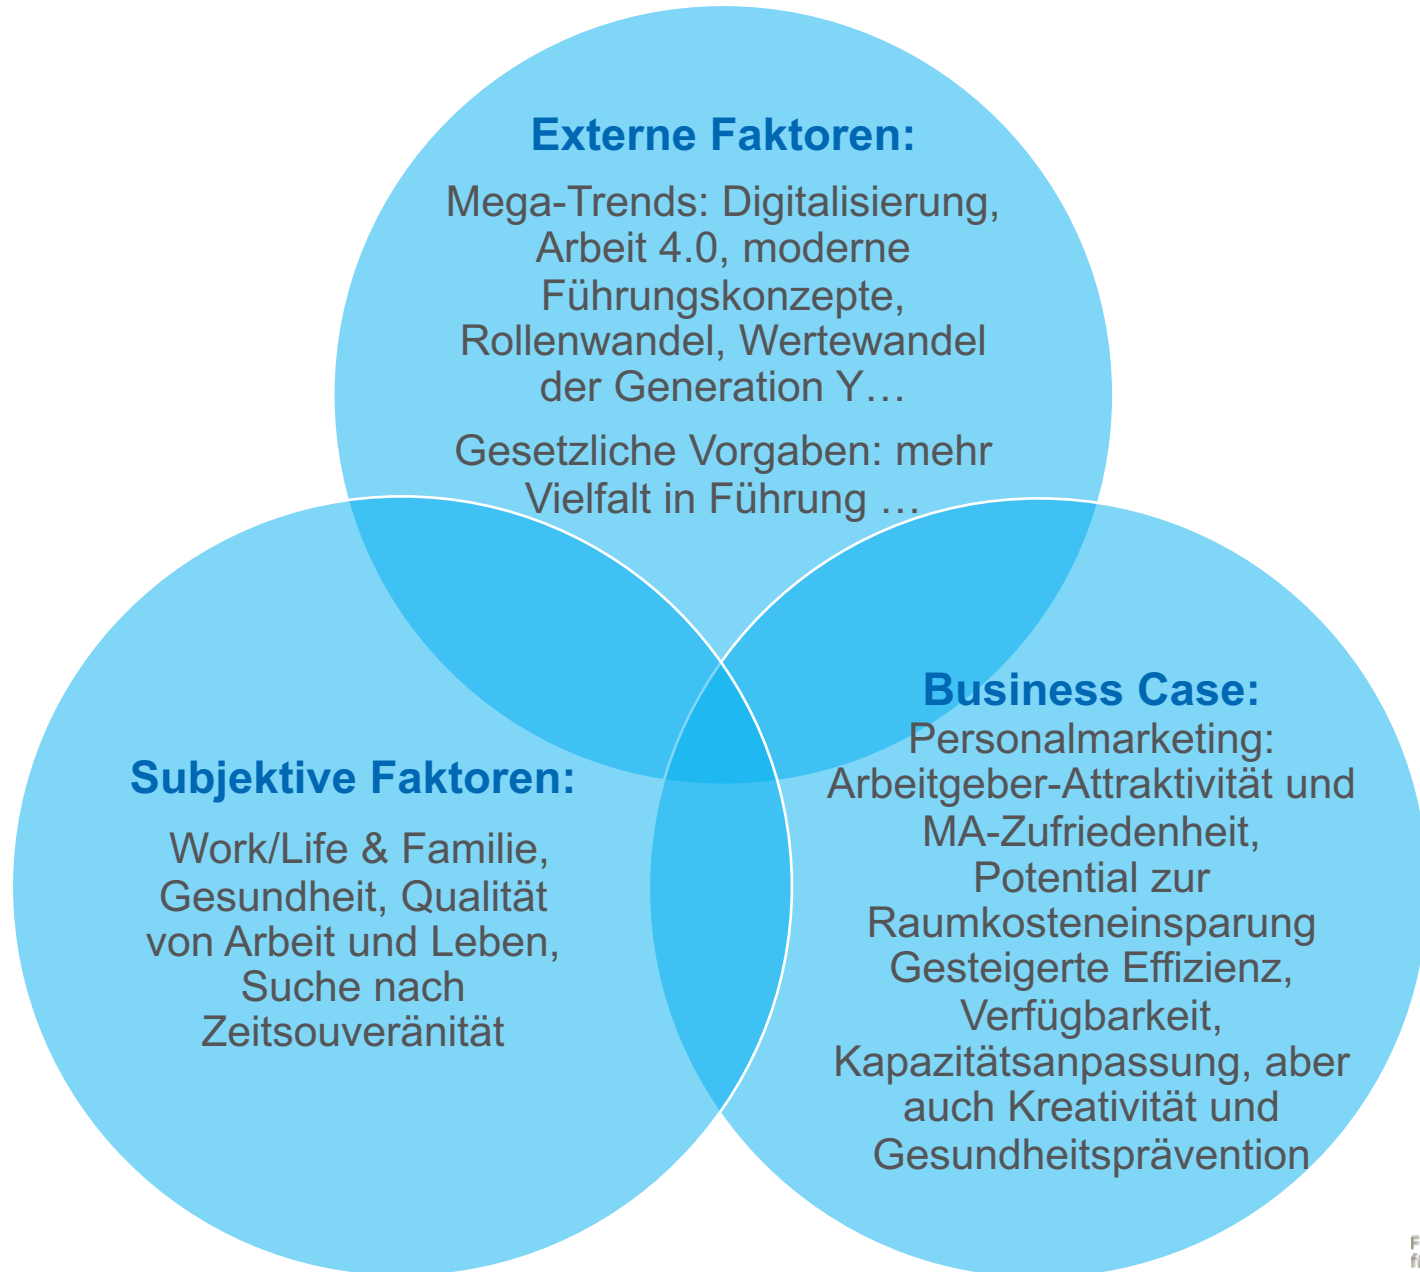 Externe Faktoren:
Mega-Trends: Digitalisierung,
Arbeit 4.0, moderne
Führungskonzepte,
Rollenwandel, Wertewandel
der Generation Y…
Gesetzliche Vorgaben: mehr
Vielfalt in Führung …
Subjektive Faktoren:
Work/Life & Familie,
Gesundheit, Qualität
von Arbeit und Leben,
Suche nach
Zeitsouveränität
Business Case:
Personalmarketing:
Arbeitgeber-Attraktivität und
MA-Zufriedenheit,
Potential zur
Raumkosteneinsparung
Gesteigerte Effizienz,
Verfügbarkeit,
Kapazitätsanpassung, aber
auch Kreativität und
Gesundheitsprävention